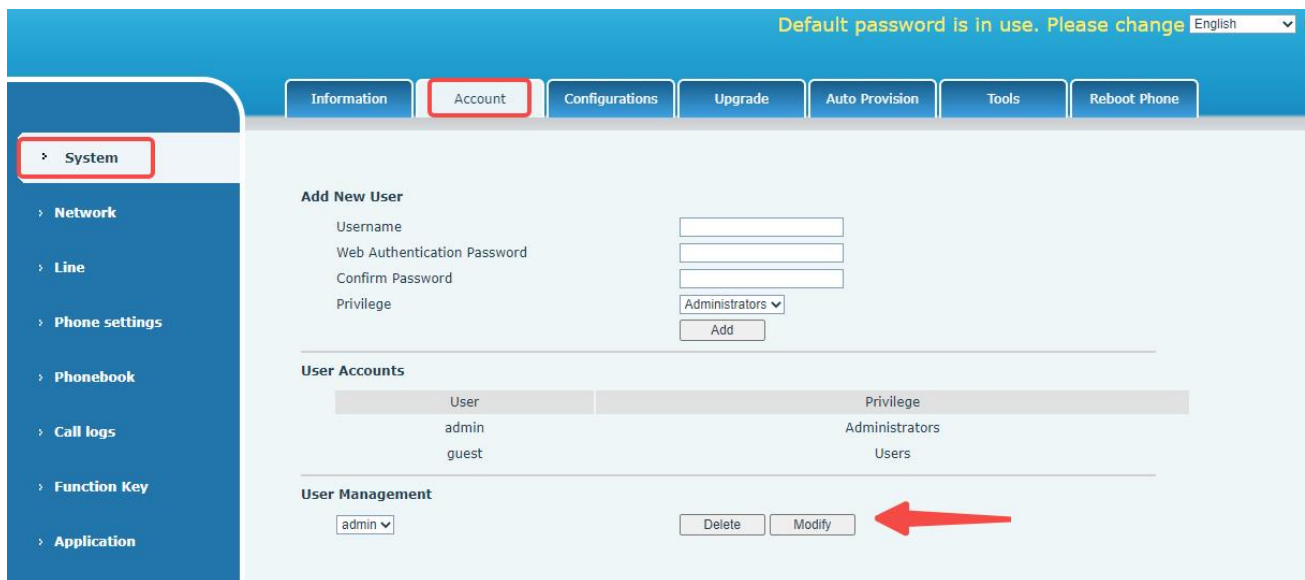 Default password is in use. Please change English
Information Account Configurations Upgrade Auto Provision Tools Reboot Phone
System
Network
Line
Phone settings
Phonebook
Call logs
Function Key
Application
Add New User
Username
Web Authentication Password
Confirm Password
Privilege Administrators
Add
User Accounts
User Privilege
admin Administrators
guest Users
User Management
admin Delete Modify